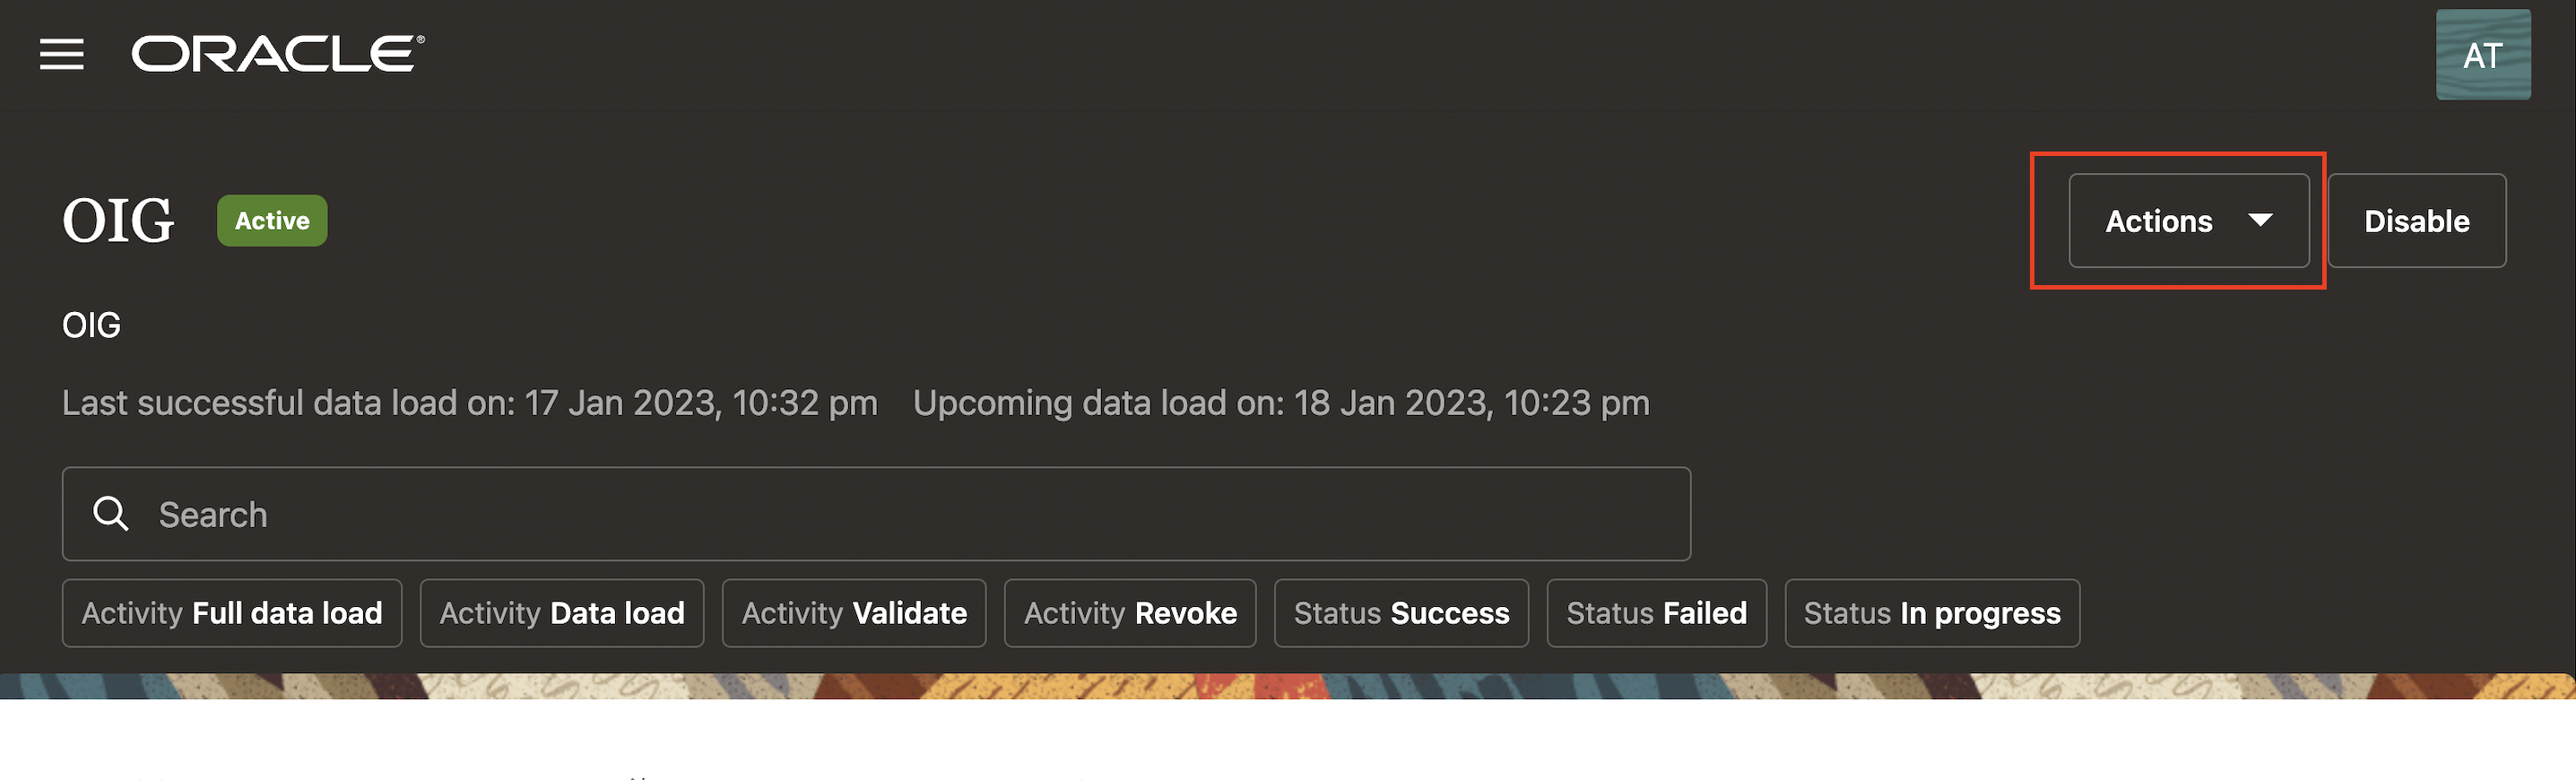 ORACLE®
AT
OIG
Active
Actions
Disable
OIG
Last successful data load on: 17 Jan 2023, 10:32 pm Upcoming data load on: 18 Jan 2023, 10:23 pm
Search
Activity Full data load
Activity Data load
Activity Validate
Activity Revoke
Status Success
Status Failed
Status In progress